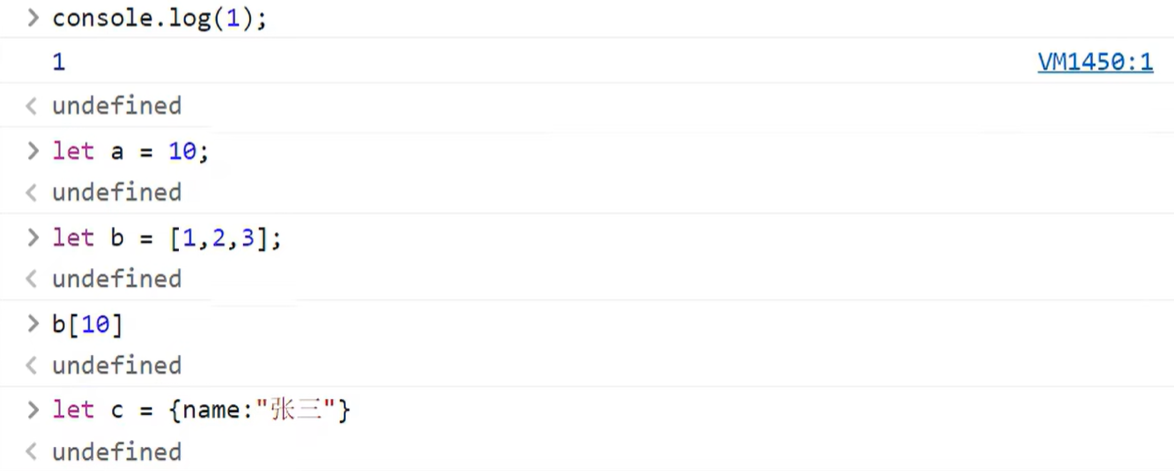 > console.log(1);
1 VM1450:1
< undefined
> let a = 10;
< undefined
> let b = [1,2,3];
< undefined
> b[10]
< undefined
> let c = {name:"张三"}
< undefined